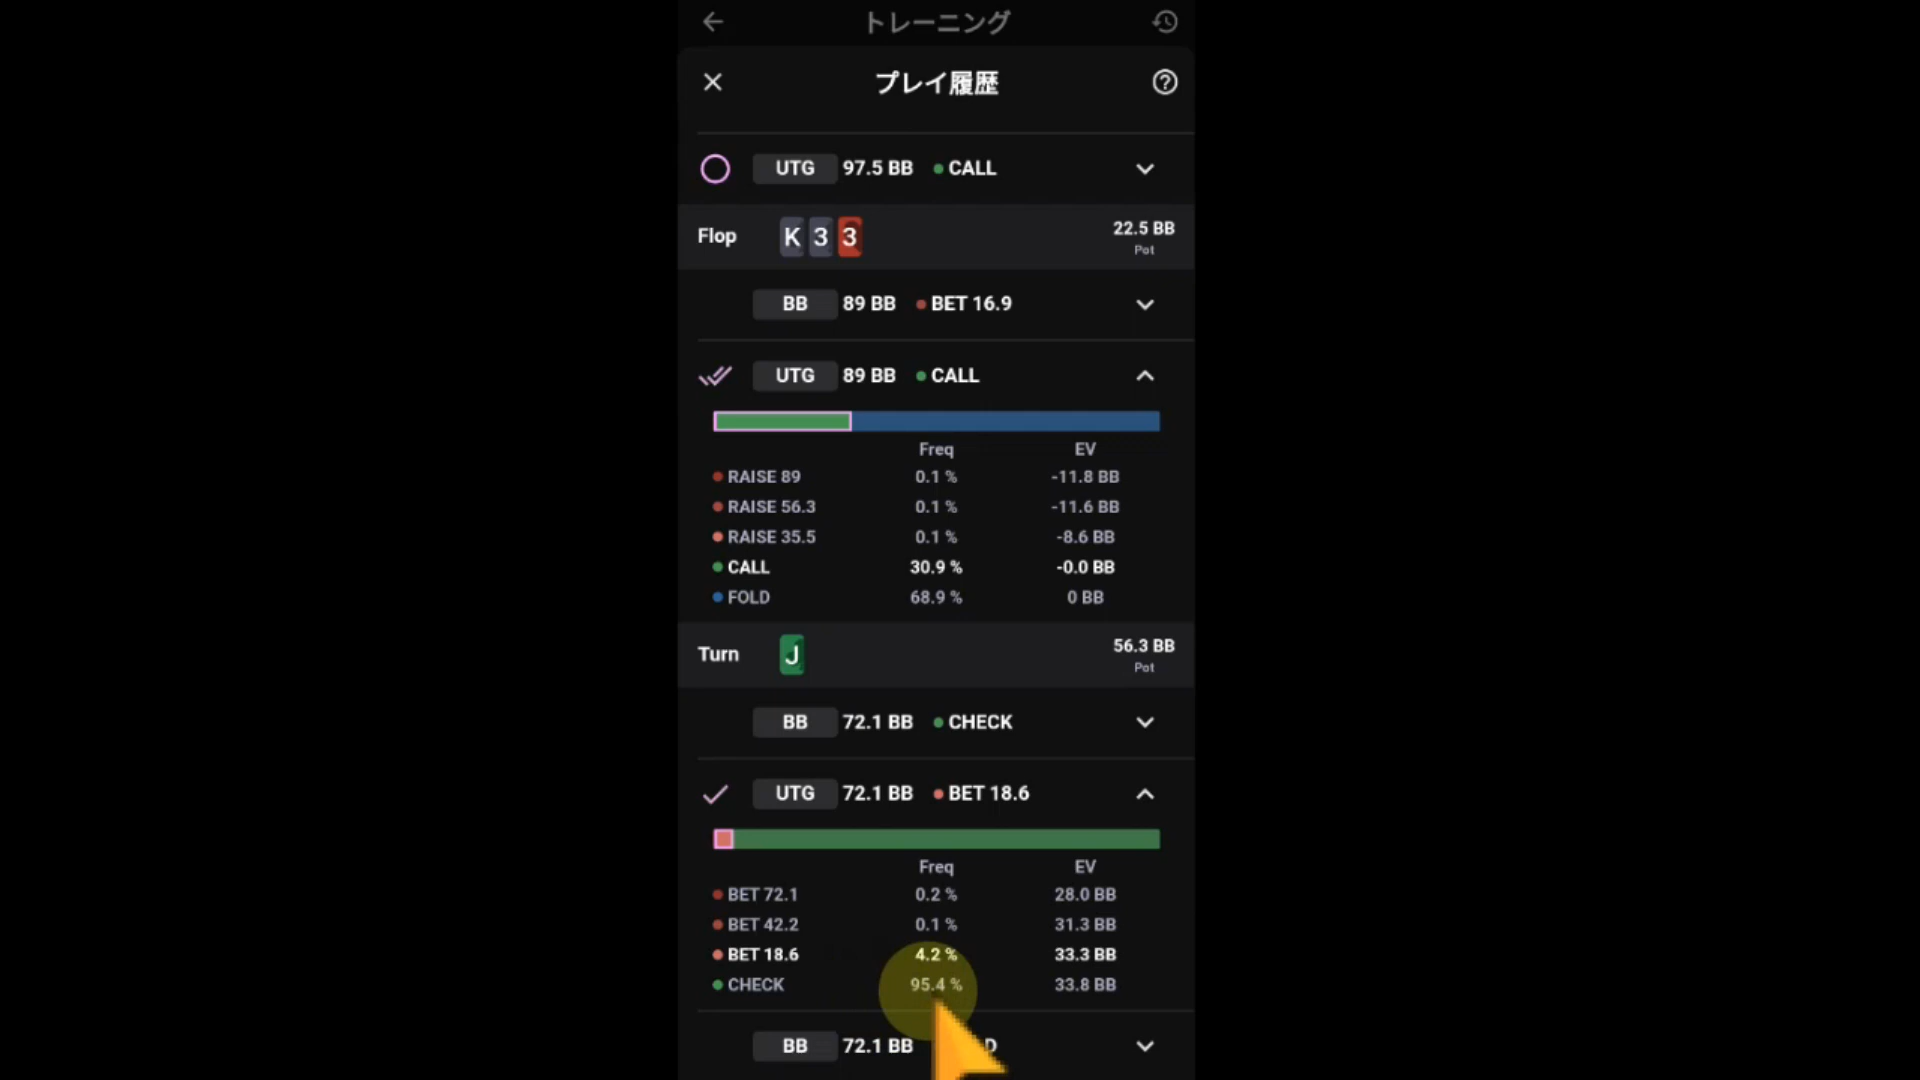 トレーニング
プレイ履歴
UTG 97.5 BB CALL
Flop K 3 3 22.5 BB
Pot
BB 89 BB BET 16.9
UTG 89 BB CALL
Freq EV
RAISE 89 0.1 % -11.8 BB
RAISE 56.3 0.1 % -11.6 BB
RAISE 35.5 0.1 % -8.6 BB
CALL 30.9 % -0.0 BB
FOLD 68.9 % 0 BB
Turn J 56.3 BB
Pot
BB 72.1 BB CHECK
UTG 72.1 BB BET 18.6
Freq EV
BET 72.1 0.2 % 28.0 BB
BET 42.2 0.1 % 31.3 BB
BET 18.6 4.2 % 33.3 BB
CHECK 95.4 % 33.8 BB
BB 72.1 BB